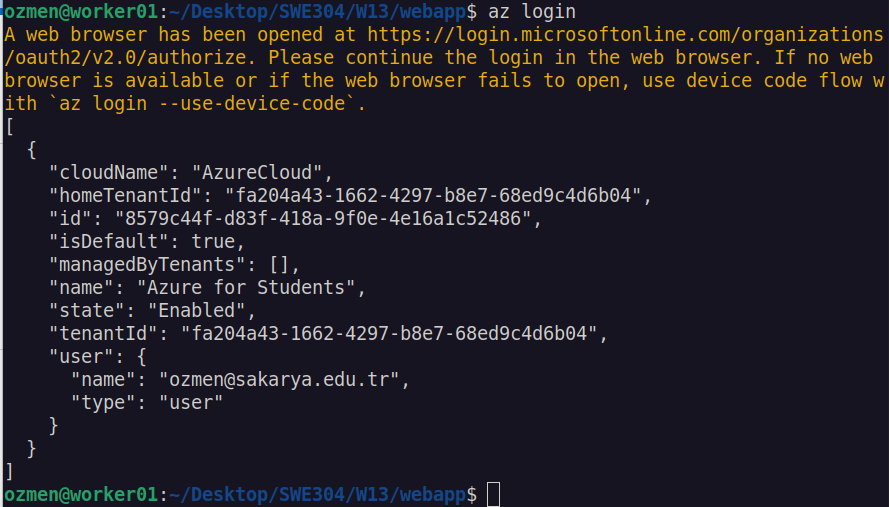 ozmen@worker01:~/Desktop/SWE304/W13/webapp$ az login
A web browser has been opened at https://login.microsoftonline.com/organizations
/oauth2/v2.0/authorize. Please continue the login in the web browser. If no web
browser is available or if the web browser fails to open, use device code flow w
ith `az login --use-device-code`.
[
  {
    "cloudName": "AzureCloud",
    "homeTenantId": "fa204a43-1662-4297-b8e7-68ed9c4d6b04",
    "id": "8579c44f-d83f-418a-9f0e-4e16a1c52486",
    "isDefault": true,
    "managedByTenants": [],
    "name": "Azure for Students",
    "state": "Enabled",
    "tenantId": "fa204a43-1662-4297-b8e7-68ed9c4d6b04",
    "user": {
      "name": "ozmen@sakarya.edu.tr",
      "type": "user"
    }
  }
]
ozmen@worker01:~/Desktop/SWE304/W13/webapp$